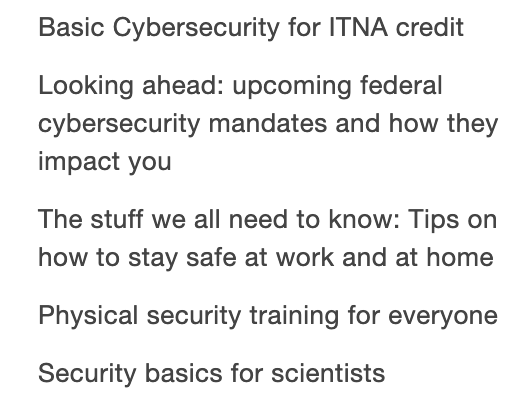 Basic Cybersecurity for ITNA credit
Looking ahead: upcoming federal
cybersecurity mandates and how they
impact you
The stuff we all need to know: Tips on
how to stay safe at work and at home
Physical security training for everyone
Security basics for scientists